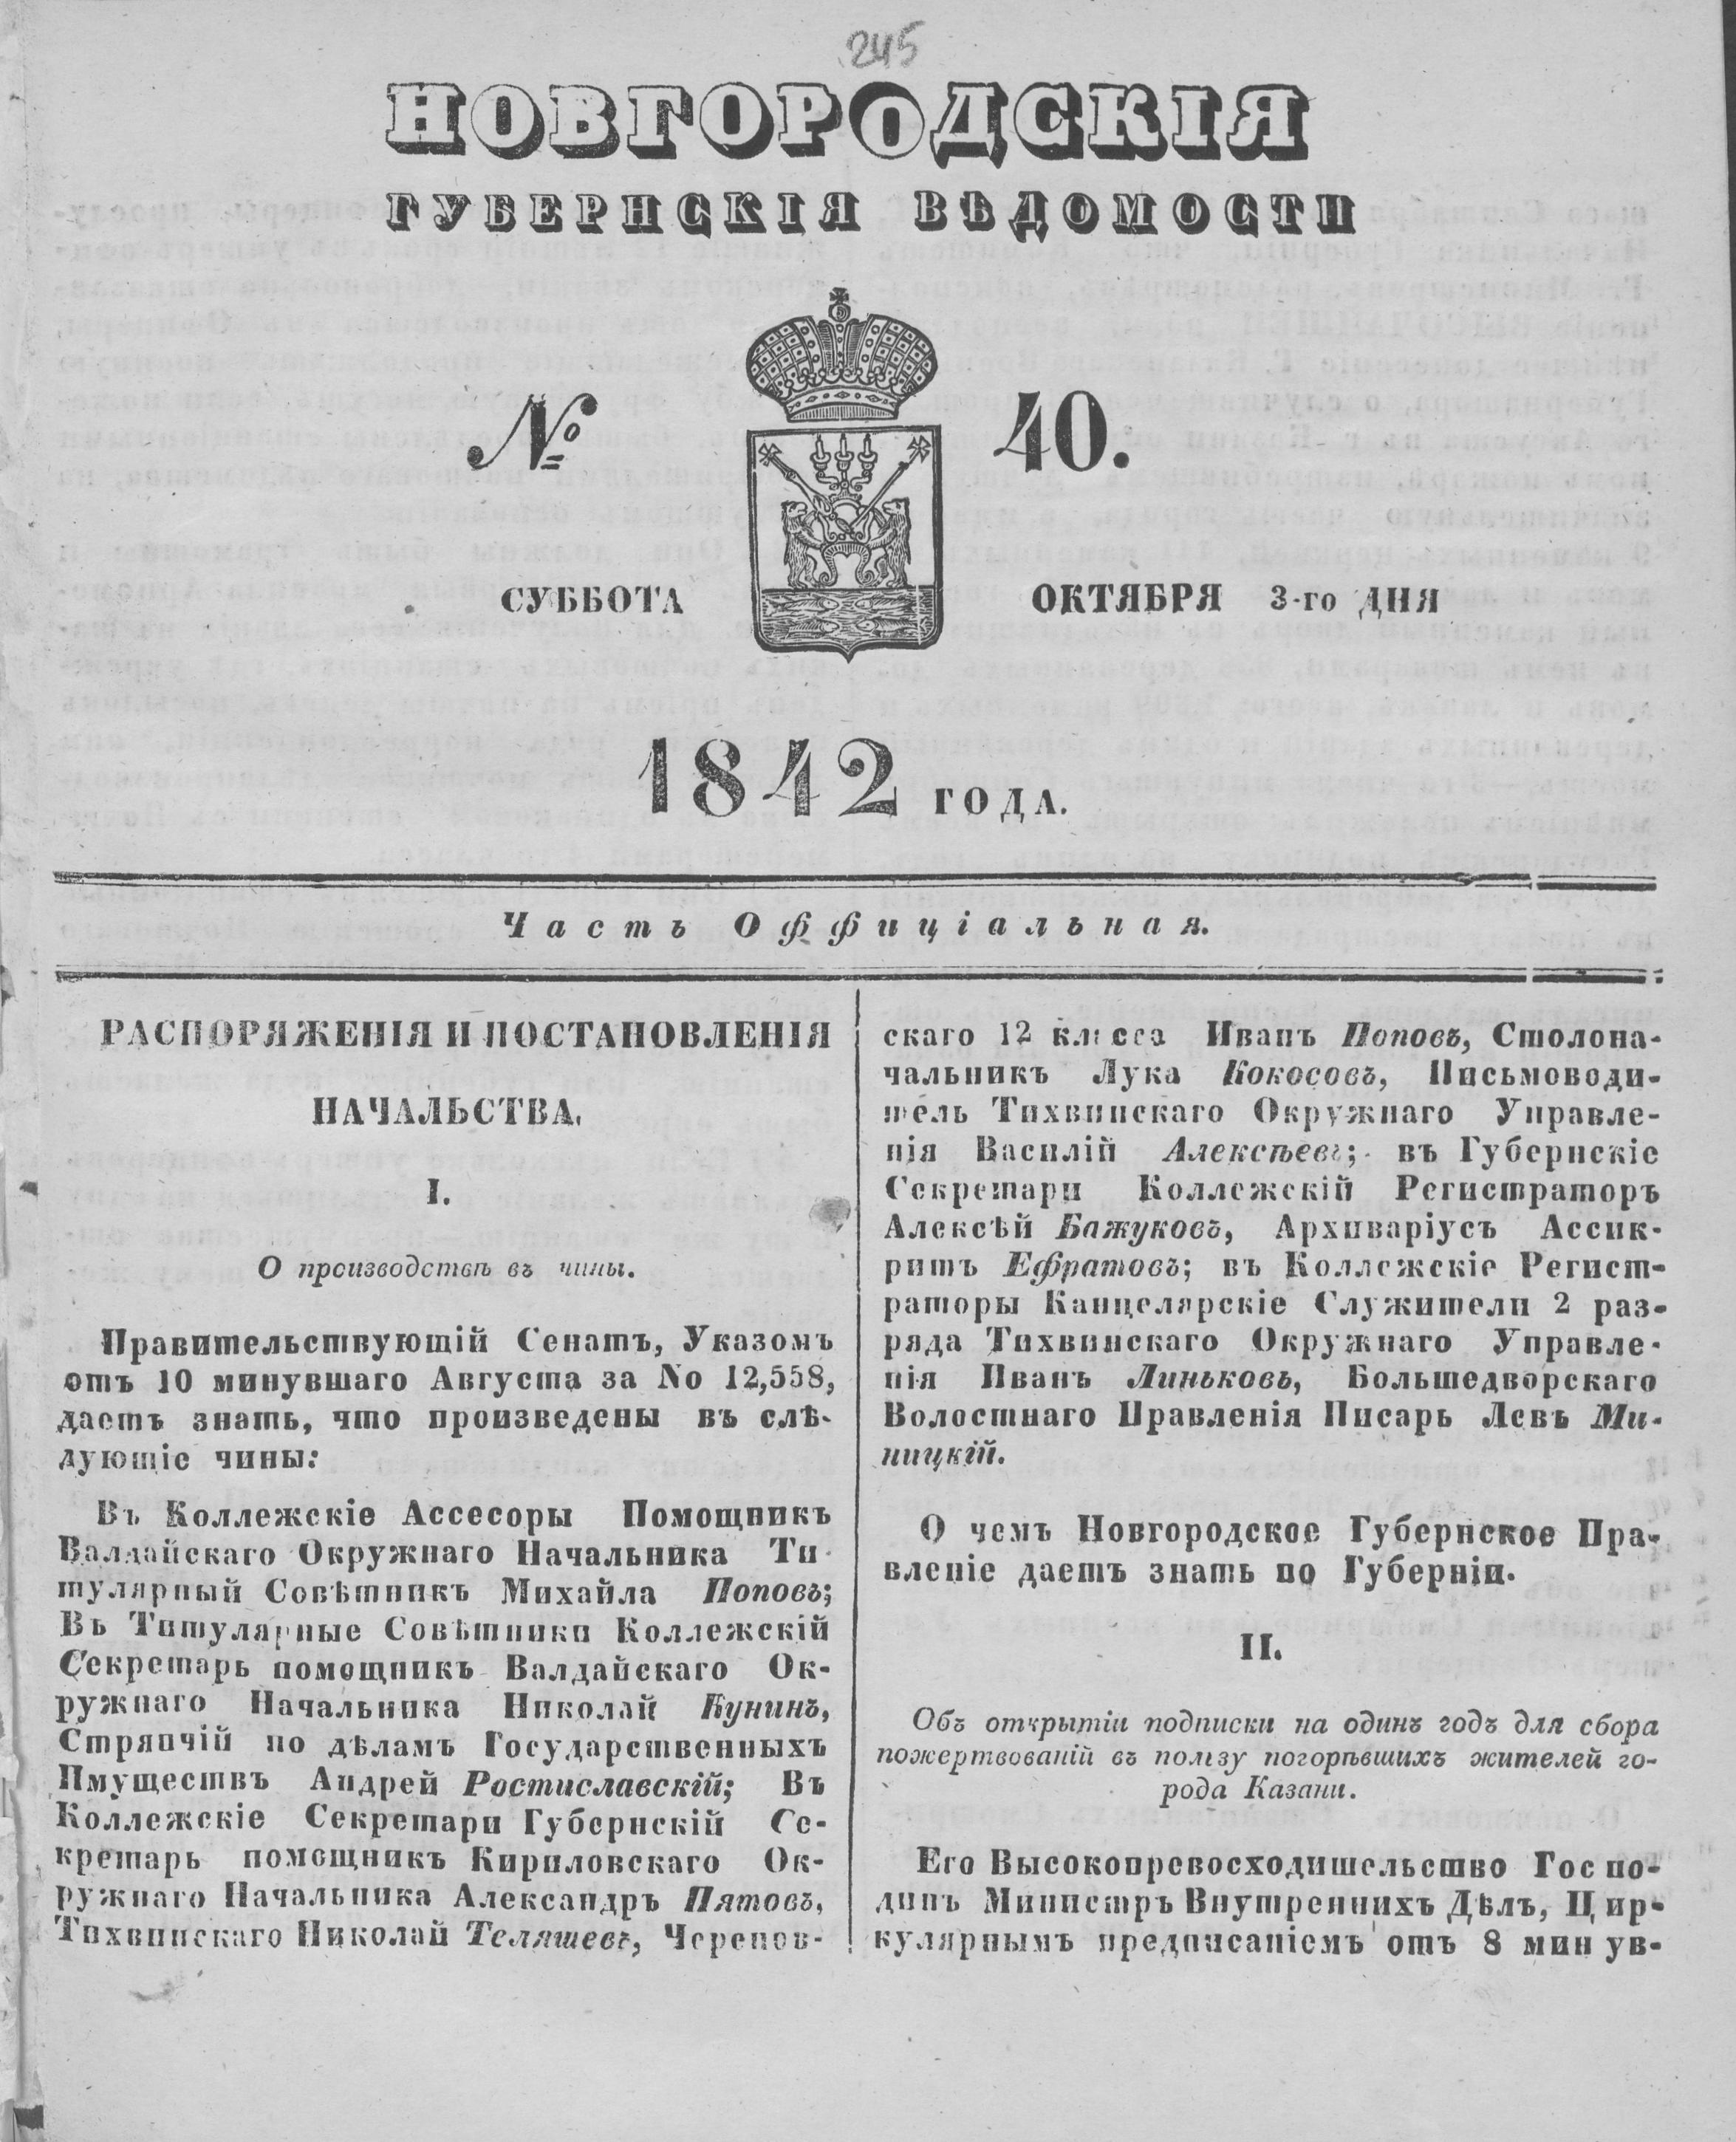 245
НОВГОРОДСКІЯ
ГУБЕРНСКІЯ ВѢДОМОСТИ
№ 40.
СУББОТА ОКТЯБРЯ 3-го ДНЯ
1842 ГОДА.
Часть Оффиціальная.
РАСПОРЯЖЕНІЯ И ПОСТАНОВЛЕНІЯ
НАЧАЛЬСТВА.
I.
О производствѣ въ чины.
Правительствующій Сенатъ, Указомъ
отъ 10 минувшаго Августа за No 12,558,
даетъ знать, что произведены въ слѣ-
дующіе чины:
Въ Коллежскіе Ассесоры Помощникъ
Валдайскаго Окружнаго Начальника Ти-
тулярный Совѣтникъ Михайла Поповъ;
Въ Титулярные Совѣтники Коллежскій
Секретарь помощникъ Валдайскаго Ок-
ружнаго Начальника Николай Кунинъ,
Стряпчій по дѣламъ Государственныхъ
Имуществъ Андрей Ростиславскій; Въ
Коллежскіе Секретари Губернскій Се-
кретарь помощникъ Кириловскаго Ок-
ружнаго Начальника Александръ Пятовъ,
Тихвинскаго Николай Теляшевъ, Черепов-
скаго 12 класса Иванъ Поповъ, Столона-
чальникъ Лука Кокосовъ, Письмоводи-
тель Тихвинскаго Окружнаго Управле-
нія Василій Алексѣевъ; въ Губернскіе
Секретари Коллежскій Регистраторъ
Алексѣй Бажуковъ, Архиваріусъ Ассик-
ритъ Ефратовъ; въ Коллежскіе Регист-
раторы Канцелярскіе Служители 2 раз-
ряда Тихвинскаго Окружнаго Управле-
нія Иванъ Линьковъ, Большедворскаго
Волостнаго Правленія Писарь Левъ Ми-
ницкій.
О чемъ Новгородское Губернское Пра-
вленіе даетъ знать по Губерніи.
II.
Объ открытіи подписки на одинъ годъ для сбора
пожертвованій въ пользу погорѣвшихъ жителей го-
рода Казани.
Его Высокопревосходительство Госпо-
динъ Министръ Внутреннихъ Дѣлъ, Цир-
кулярнымъ предписаніемъ отъ 8 минув-